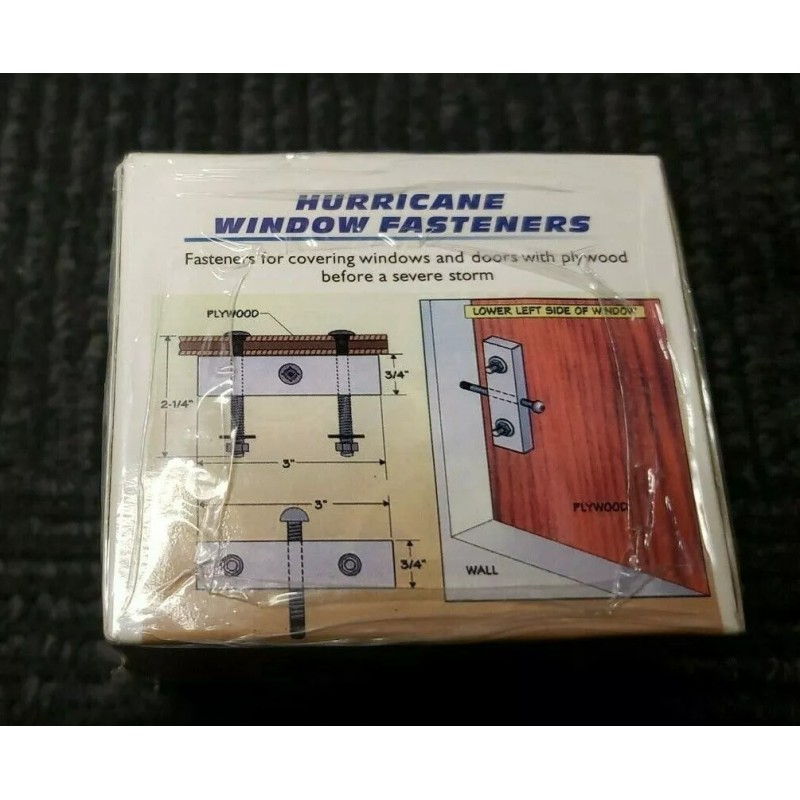 HURRICANE
WINDOW FASTENERS
Fasteners for covering windows and doors with plywood
before a severe storm
PLYWOOD
LOWER LEFT SIDE OF WINDOW
3/4"
2-1/4"
3"
3"
PLYWOOD
3/4"
WALL